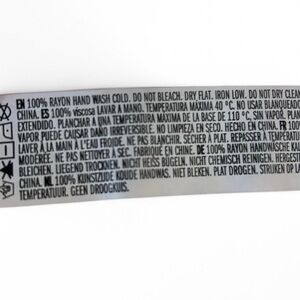 EN 100% RAYON HAND WASH COLD. DO NOT BLEACH. DRY FLAT. IRON LOW. DO NOT DRY CLEAN
CHINA. ES 100% viscosa LAVAR A MANO. TEMPERATURA MÁXIMA 40 °C. NO USAR BLANQUEADOR
EXTENDIDO. PLANCHAR A UNA TEMPERATURA MÁXIMA DE LA BASE DE 110 °C, SIN VAPOR. PLAN
VAPOR PUEDE CAUSAR DAÑO IRREVERSIBLE. NO LIMPIEZA EN SECO. HECHO EN CHINA. FR 100%
LAVER À LA MAIN À L'EAU FROIDE. NE PAS BLANCHIR. SÉCHER À PLAT. REPASSER À TEMPÉRA
MODÉRÉE. NE PAS NETTOYER À SEC. FABRIQUÉ EN CHINE. DE 100% RAYON HANDWÄSCHE KALT
BLEICHEN. LIEGEND TROCKNEN. NICHT HEISS BÜGELN. NICHT CHEMISCH REINIGEN. HERGESTELL
CHINA. NL 100% KUNSTZIJDE KOUDE HANDWAS. NIET BLEKEN. PLAT DROGEN. STRIJKEN OP LA
TEMPERATUUR. GEEN DROOGKUIS.